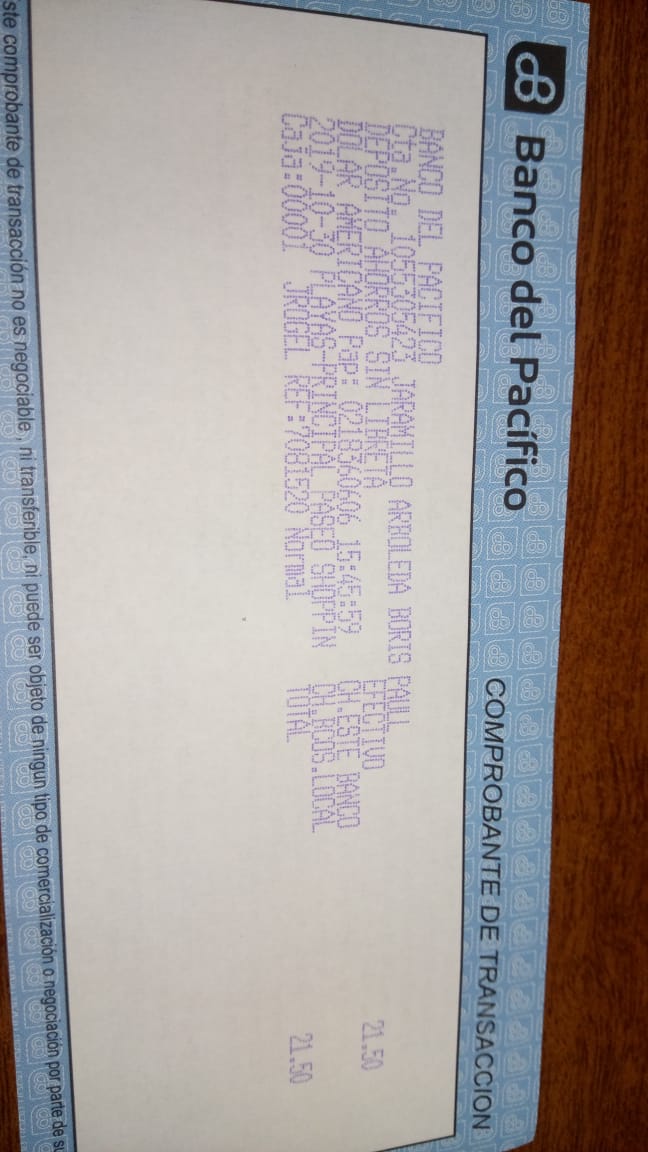 Banco del Pacífico
COMPROBANTE DE TRANSACCION
BANCO DEL PACIFICO
Cta.No. 1055305423 JARAMILLO ARBOLEDA BORIS PAULL
DEPOSITO AHORROS SIN LIBRETA EFECTIVO 21.50
DOLAR AMERICANO Pap: 0218360606 15:45:59 CH.ESTE BANCO
2019-10-30 PLAYAS-PRINCIPAL PASEO SHOPPIN CH.BCOS.LOCAL
Caja:00001 JROGEL REF:7081520 Normal TOTAL 21.50
ste comprobante de transacción no es negociable , ni transferible, ni puede ser objeto de ningun tipo de comercialización o negociación por parte de su